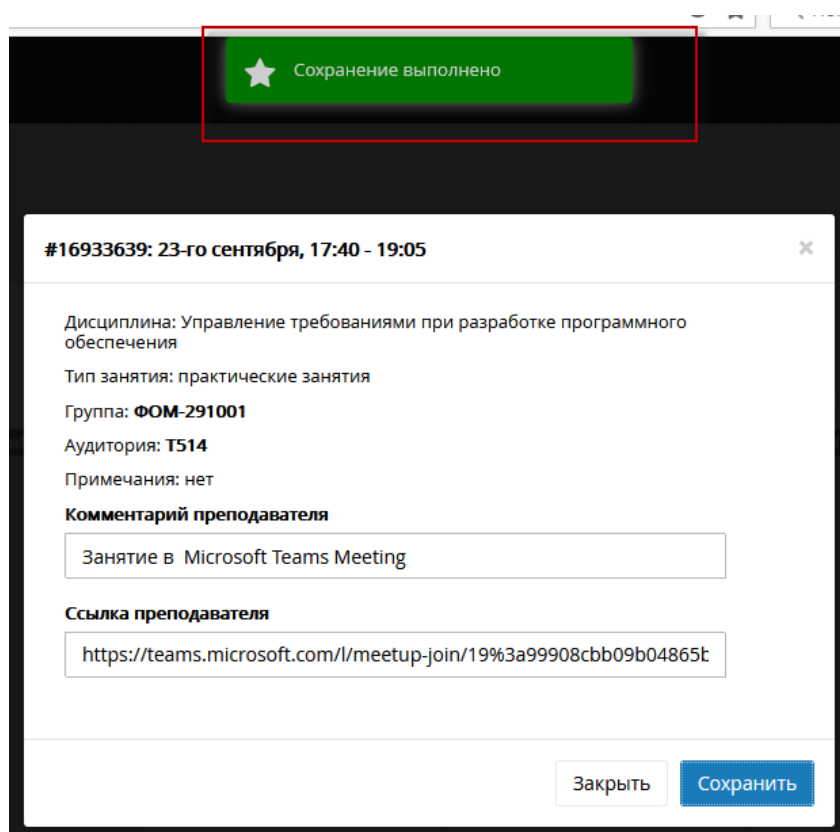 Сохранение выполнено
#16933639: 23-го сентября, 17:40 - 19:05
×
Дисциплина: Управление требованиями при разработке программного
обеспечения
Тип занятия: практические занятия
Группа: ФОМ-291001
Аудитория: Т514
Примечания: нет
Комментарий преподавателя
Занятие в  Microsoft Teams Meeting
Ссылка преподавателя
https://teams.microsoft.com/l/meetup-join/19%3a99908cbb09b04865b
Закрыть
Сохранить